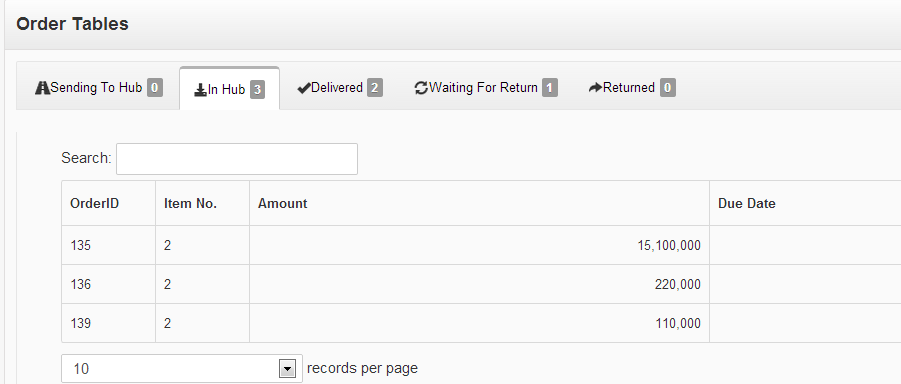 Order Tables
Sending To Hub 0 In Hub 3 Delivered 2 Waiting For Return 1 Returned 0
Search:
OrderID Item No. Amount Due Date
135 2 15,100,000
136 2 220,000
139 2 110,000
10 records per page